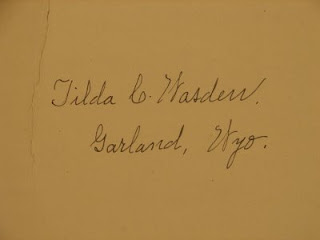 Tilda C. Wasden.
Garland, Wyo.